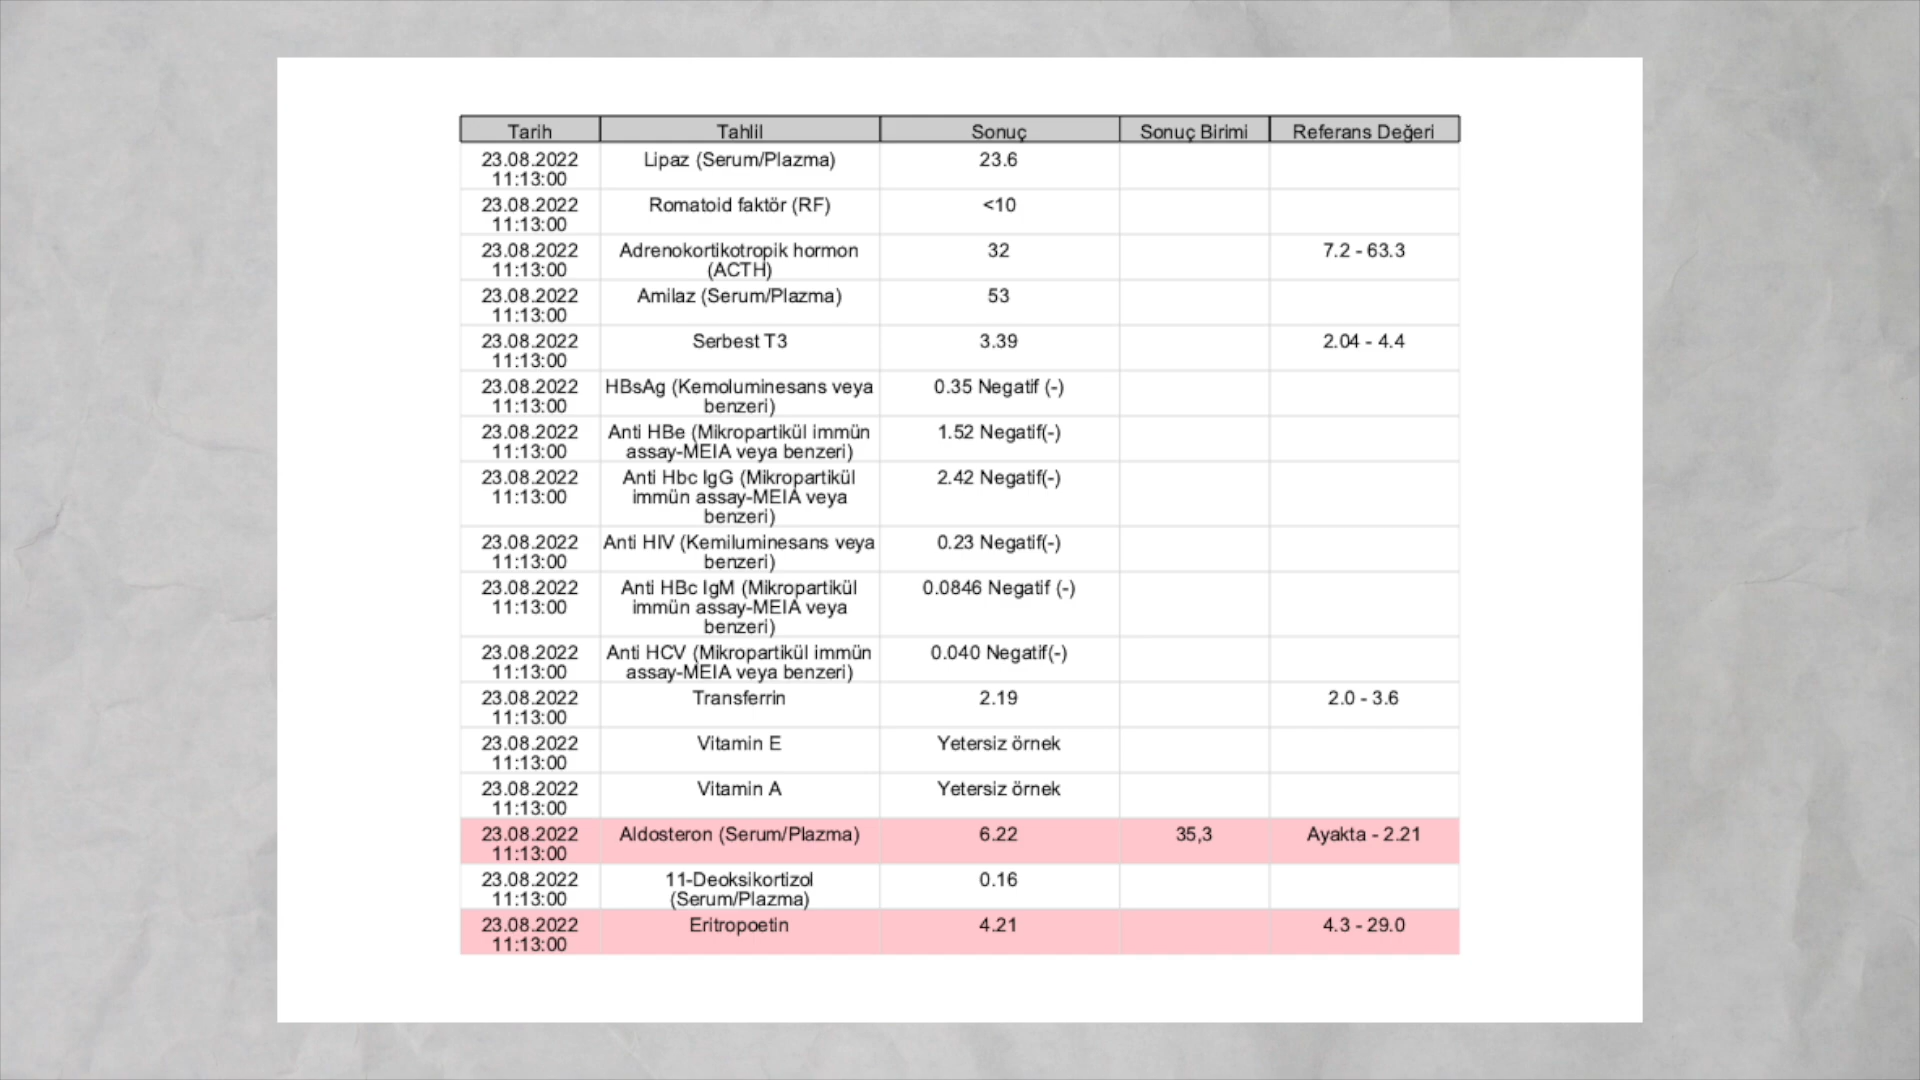 Tarih Tahlil Sonuç Sonuç Birimi Referans Değeri
23.08.2022 Lipaz (Serum/Plazma) 23.6
11:13:00
23.08.2022 Romatoid faktör (RF) <10
11:13:00
23.08.2022 Adrenokortikotropik hormon 32 7.2 - 63.3
11:13:00 (ACTH)
23.08.2022 Amilaz (Serum/Plazma) 53
11:13:00
23.08.2022 Serbest T3 3.39 2.04 - 4.4
11:13:00
23.08.2022 HBsAg (Kemoluminesans veya 0.35 Negatif (-)
11:13:00 benzeri)
23.08.2022 Anti HBe (Mikropartikül immün 1.52 Negatif(-)
11:13:00 assay-MEIA veya benzeri)
23.08.2022 Anti Hbc IgG (Mikropartikül 2.42 Negatif(-)
11:13:00 immün assay-MEIA veya
benzeri)
23.08.2022 Anti HIV (Kemiluminesans veya 0.23 Negatif(-)
11:13:00 benzeri)
23.08.2022 Anti HBc IgM (Mikropartikül 0.0846 Negatif (-)
11:13:00 immün assay-MEIA veya
benzeri)
23.08.2022 Anti HCV (Mikropartikül immün 0.040 Negatif(-)
11:13:00 assay-MEIA veya benzeri)
23.08.2022 Transferrin 2.19 2.0 - 3.6
11:13:00
23.08.2022 Vitamin E Yetersiz örnek
11:13:00
23.08.2022 Vitamin A Yetersiz örnek
11:13:00
23.08.2022 Aldosteron (Serum/Plazma) 6.22 35,3 Ayakta - 2.21
11:13:00
23.08.2022 11-Deoksikortizol 0.16
11:13:00 (Serum/Plazma)
23.08.2022 Eritropoetin 4.21 4.3 - 29.0
11:13:00